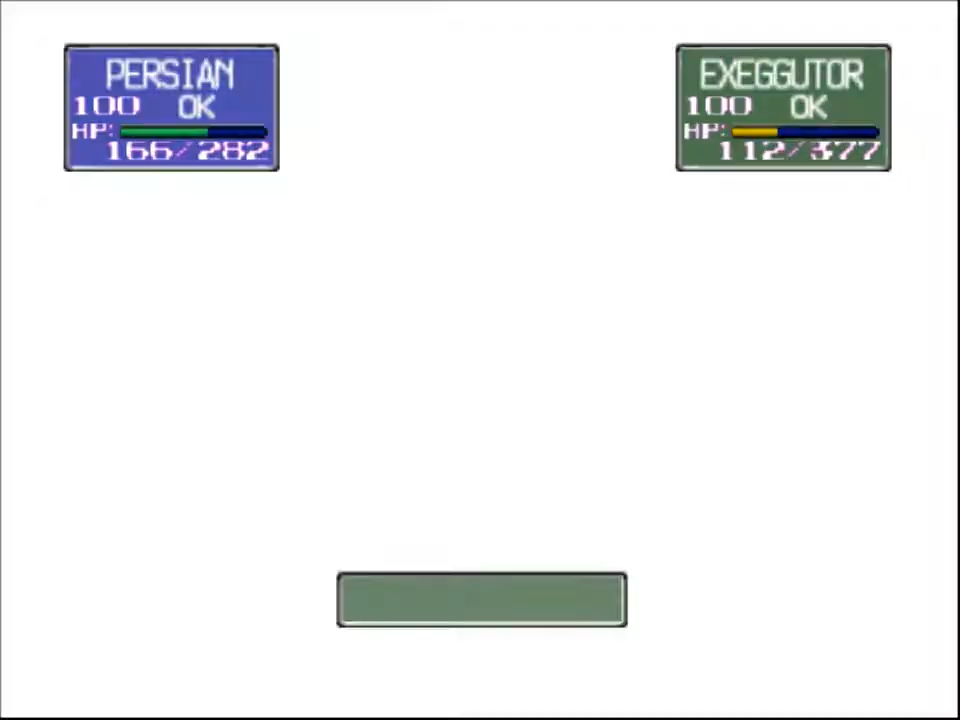 PERSIAN
100 OK
HP:
166/282
EXEGGUTOR
100 OK
HP:
112/377